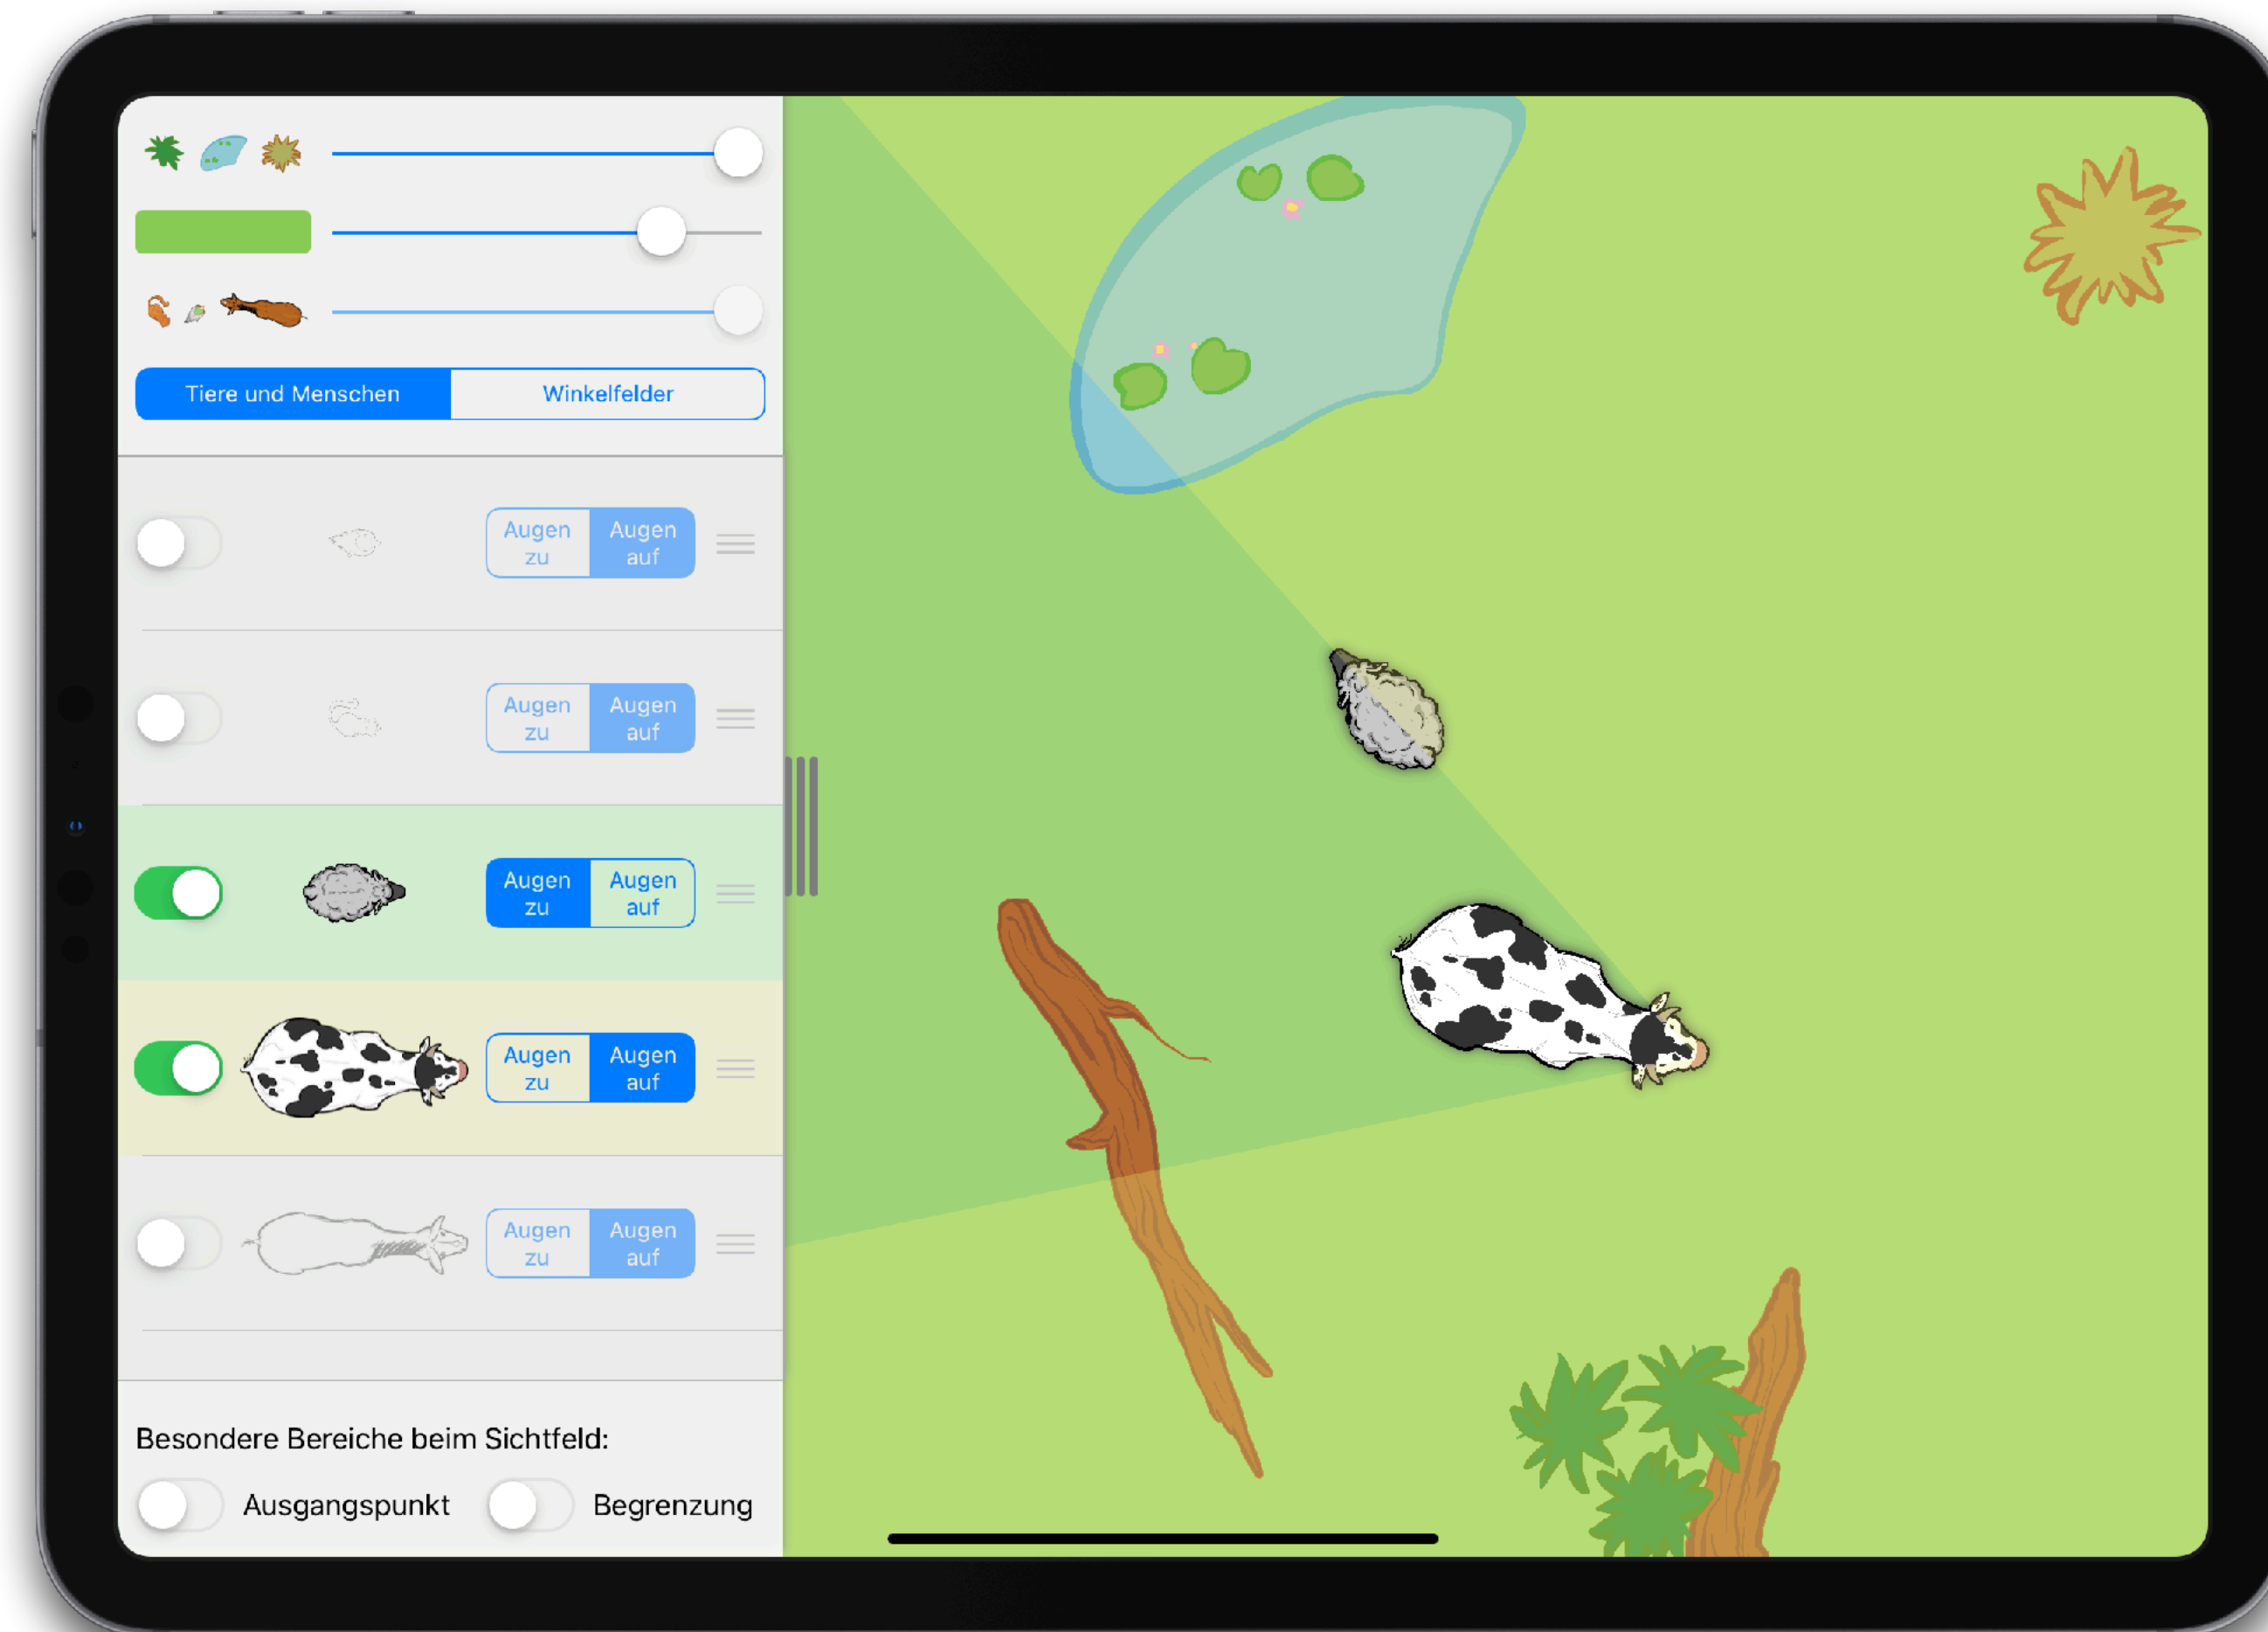 Tiere und Menschen
Winkelfelder
Augen
zu
Augen
auf
Augen
zu
Augen
auf
Augen
zu
Augen
auf
Augen
zu
Augen
auf
Augen
zu
Augen
auf
Besondere Bereiche beim Sichtfeld:
Ausgangspunkt
Begrenzung